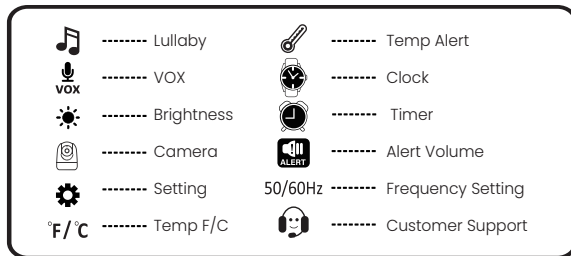 -------- Lullaby
VOX -------- VOX
-------- Brightness
-------- Camera
-------- Setting
°F/°C -------- Temp F/C
-------- Temp Alert
-------- Clock
-------- Timer
ALERT -------- Alert Volume
50/60Hz -------- Frequency Setting
-------- Customer Support